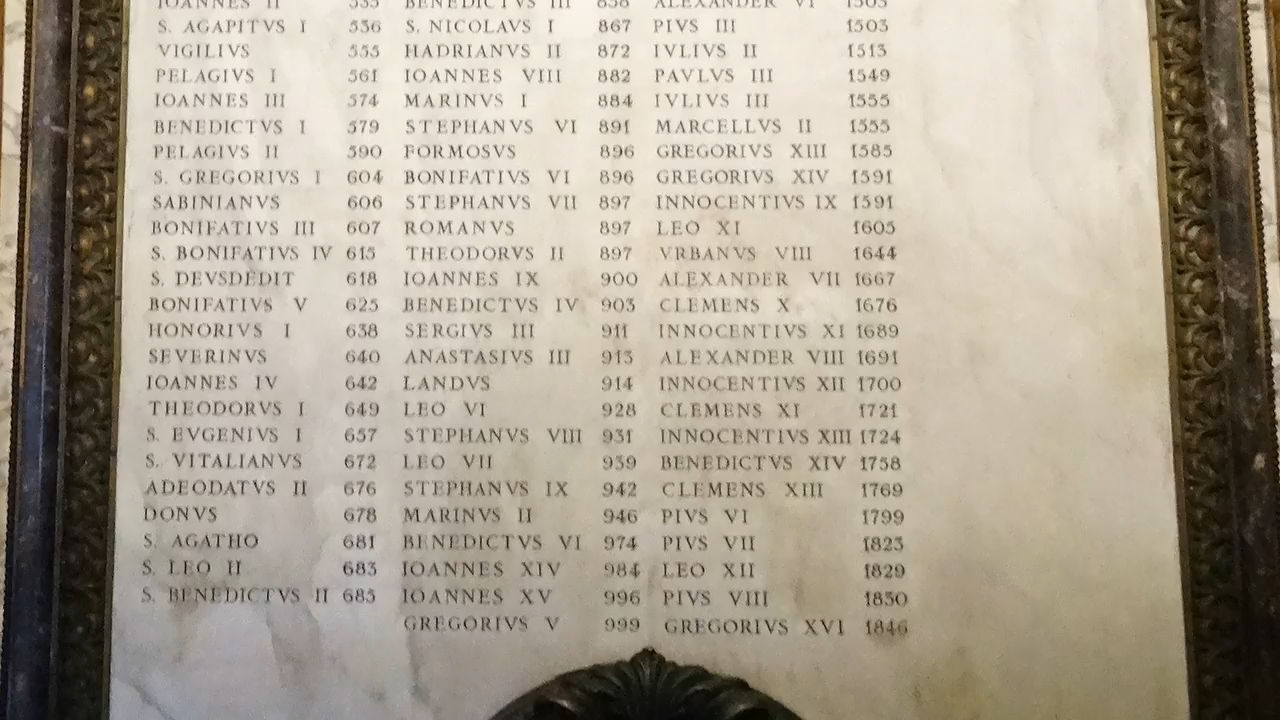 IOANNES II 535 BENEDICTVS III 858 ALEXANDER VI 1503
S. AGAPITVS I 536 S. NICOLAVS I 867 PIVS III 1503
VIGILIVS 555 HADRIANVS II 872 IVLIVS II 1513
PELAGIVS I 561 IOANNES VIII 882 PAVLVS III 1549
IOANNES III 574 MARINVS I 884 IVLIVS III 1555
BENEDICTVS I 579 STEPHANVS VI 891 MARCELLVS II 1555
PELAGIVS II 590 FORMOSVS 896 GREGORIVS XIII 1585
S. GREGORIVS I 604 BONIFATIVS VI 896 GREGORIVS XIV 1591
SABINIANVS 606 STEPHANVS VII 897 INNOCENTIVS IX 1591
BONIFATIVS III 607 ROMANVS 897 LEO XI 1605
S. BONIFATIVS IV 615 THEODORVS II 897 VRBANVS VIII 1644
S. DEVSDEDIT 618 IOANNES IX 900 ALEXANDER VII 1667
BONIFATIVS V 625 BENEDICTVS IV 903 CLEMENS X 1676
HONORIVS I 638 SERGIVS III 911 INNOCENTIVS XI 1689
SEVERINVS 640 ANASTASIVS III 913 ALEXANDER VIII 1691
IOANNES IV 642 LANDVS 914 INNOCENTIVS XII 1700
THEODORVS I 649 LEO VI 928 CLEMENS XI 1721
S. EVGENIVS I 657 STEPHANVS VIII 931 INNOCENTIVS XIII 1724
S. VITALIANVS 672 LEO VII 939 BENEDICTVS XIV 1758
ADEODATVS II 676 STEPHANVS IX 942 CLEMENS XIII 1769
DONVS 678 MARINVS II 946 PIVS VI 1799
S. AGATHO 681 BENEDICTVS VI 974 PIVS VII 1823
S. LEO II 683 IOANNES XIV 984 LEO XII 1829
S. BENEDICTVS II 685 IOANNES XV 996 PIVS VIII 1830
GREGORIVS V 999 GREGORIVS XVI 1846